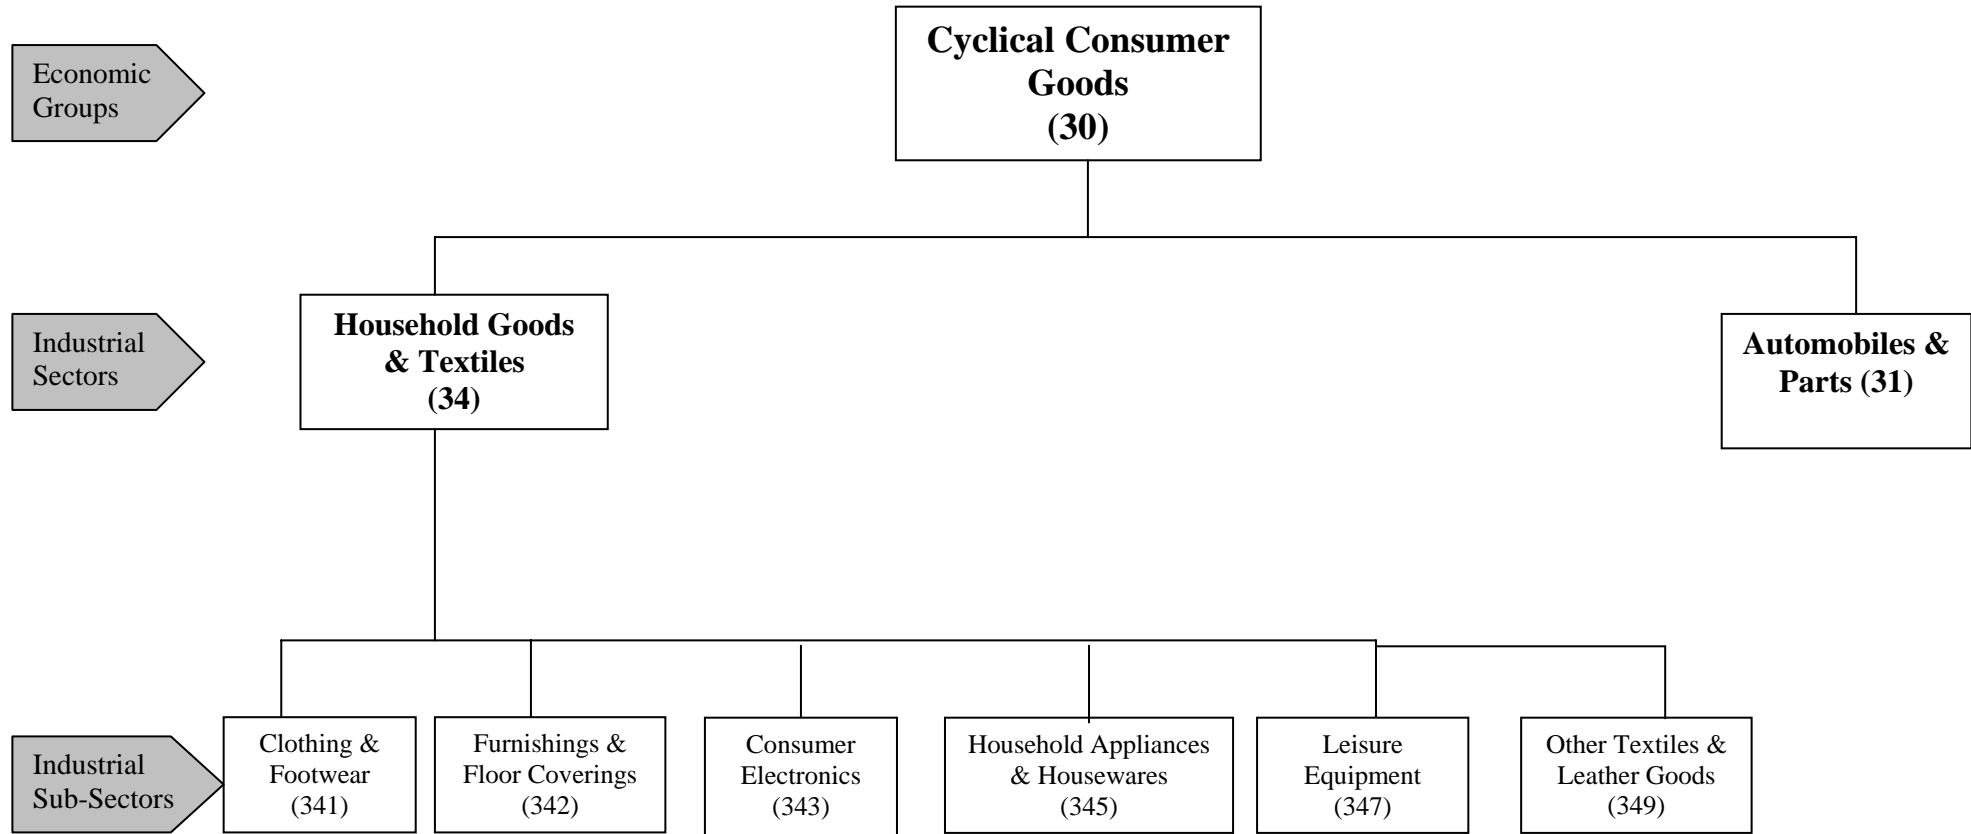 Economic
Groups
Cyclical Consumer
Goods
(30)
Industrial
Sectors
Household Goods
& Textiles
(34)
Automobiles &
Parts (31)
Industrial
Sub-Sectors
Clothing &
Footwear
(341)
Furnishings &
Floor Coverings
(342)
Consumer
Electronics
(343)
Household Appliances
& Housewares
(345)
Leisure
Equipment
(347)
Other Textiles &
Leather Goods
(349)